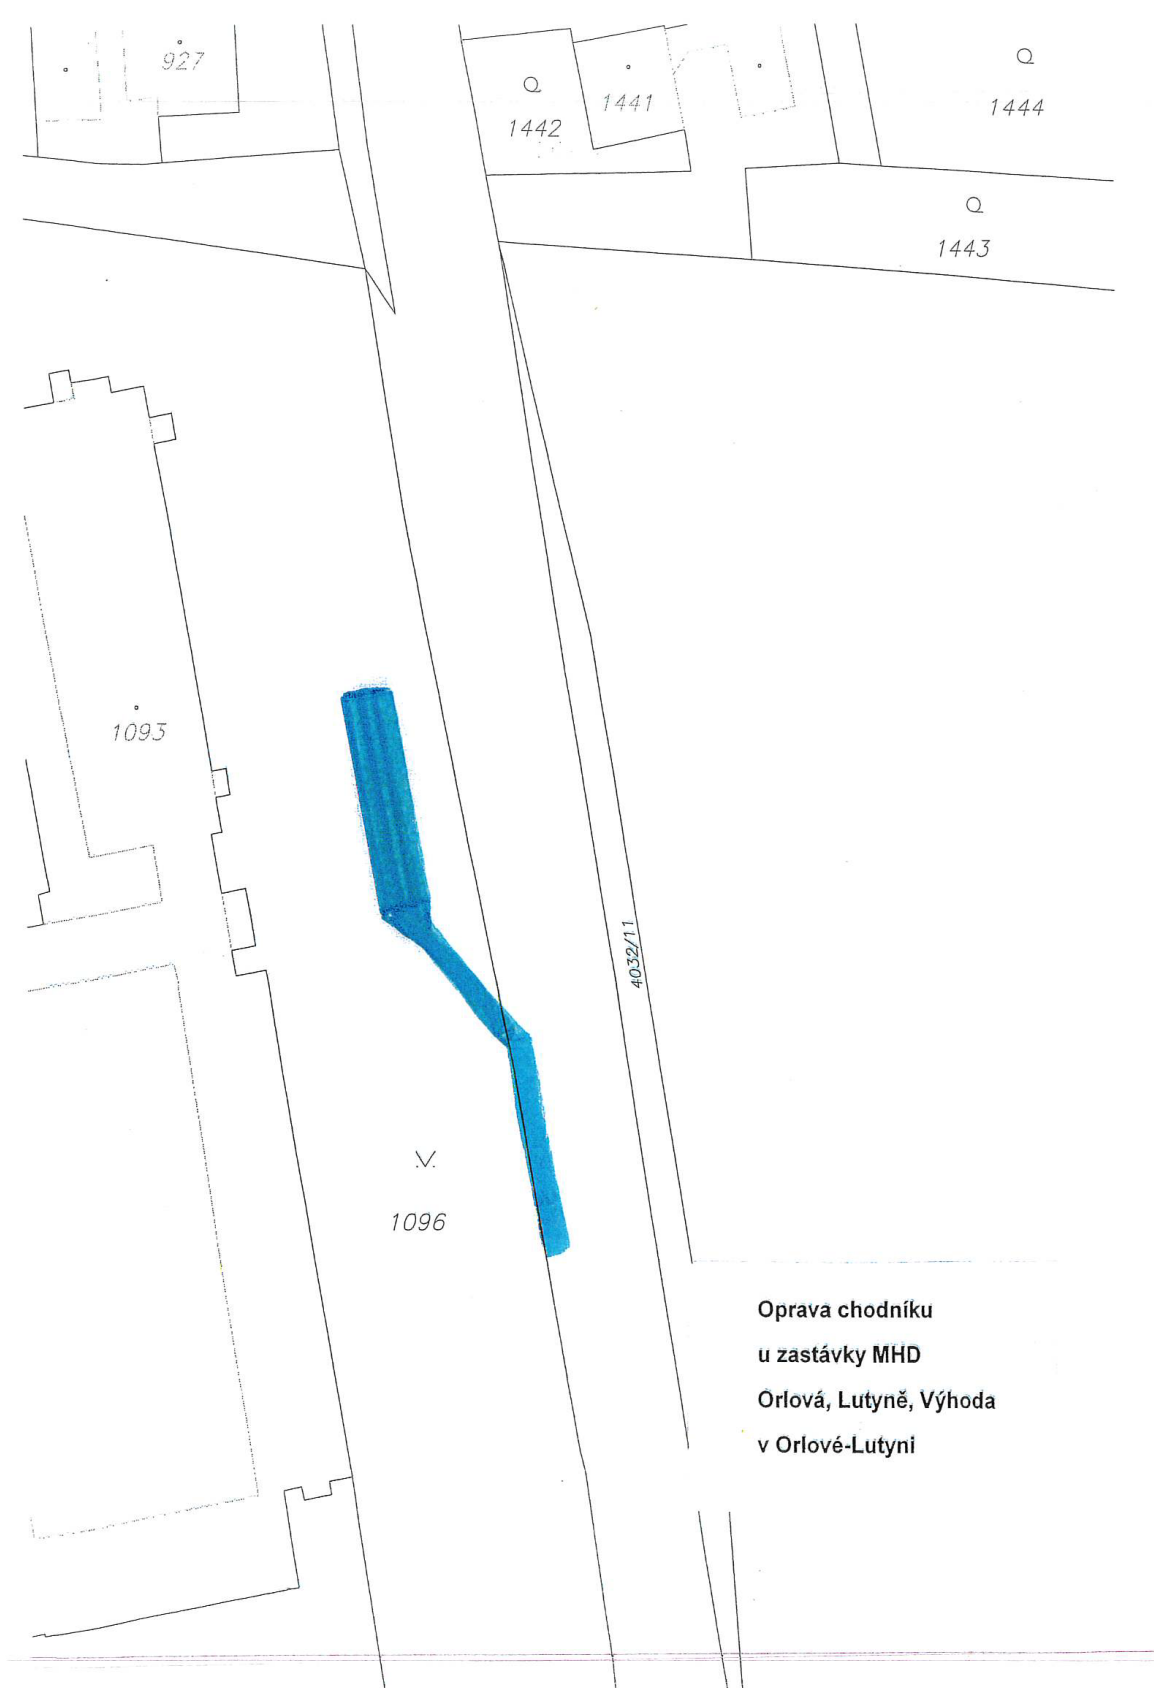 927
1442
1441
1444
1443
1093
4032/11
1096
Oprava chodníku
u zastávky MHD
Orlová, Lutyně, Výhoda
v Orlové-Lutyni